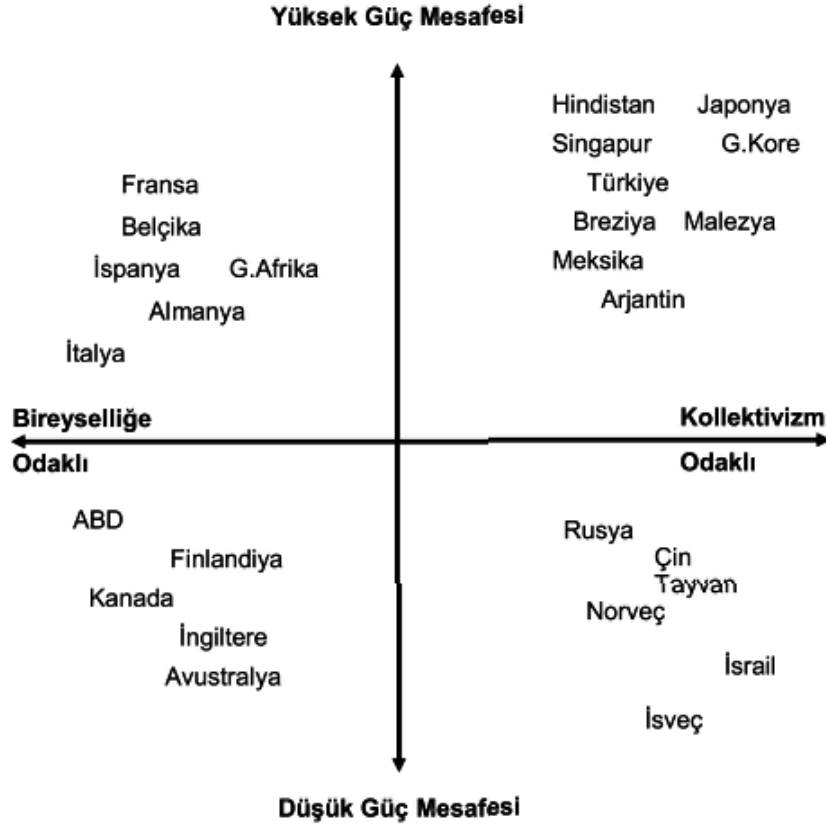 Yüksek Güç Mesafesi
Hindistan Japonya
Singapur G.Kore
Fransa Türkiye
Belçika Breziya Malezya
İspanya G.Afrika Meksika
Almanya Arjantin
İtalya
Bireyselliğe Kollektivizm
Odaklı Odaklı
ABD Rusya
Finlandiya Çin
Tayvan
Kanada Norveç
İngiltere
Avustralya İsrail
İsveç
Düşük Güç Mesafesi